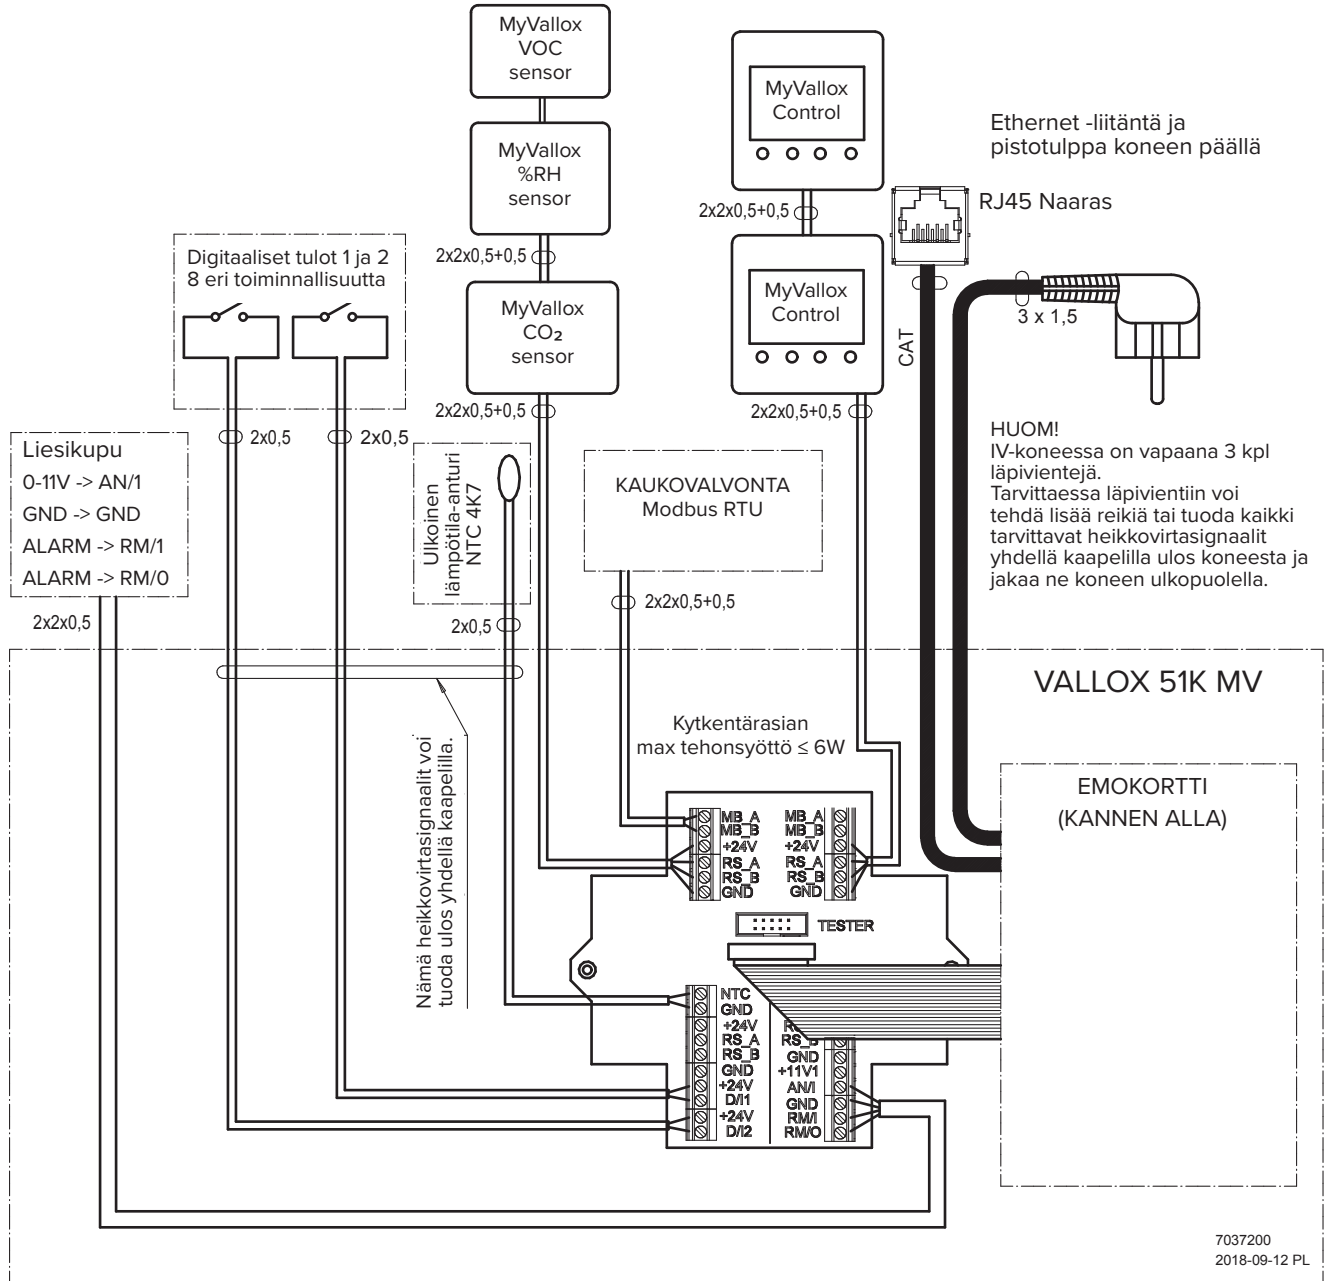 MyVallox
VOC
sensor
MyVallox
%RH
sensor
2x2x0,5+0,5
MyVallox
CO₂
sensor
2x2x0,5+0,5
MyVallox
Control
2x2x0,5+0,5
MyVallox
Control
2x2x0,5+0,5
Ethernet -liitäntä ja
pistotulppa koneen päällä
RJ45 Naaras
CAT
3 x 1,5
HUOM!
IV-koneessa on vapaana 3 kpl
läpivientejä.
Tarvittaessa läpivientiin voi
tehdä lisää reikiä tai tuoda kaikki
tarvittavat heikkovirtasignaalit
yhdellä kaapelilla ulos koneesta ja
jakaa ne koneen ulkopuolella.
Digitaaliset tulot 1 ja 2
8 eri toiminnallisuutta
2x0,5
2x0,5
Liesikupu
0-11V -> AN/1
GND -> GND
ALARM -> RM/1
ALARM -> RM/0
2x2x0,5
Ulkoinen
lämpötila-anturi
NTC 4K7
2x0,5
KAUKOVALVONTA
Modbus RTU
2x2x0,5+0,5
VALLOX 51K MV
Kytkentärasian
max tehonsyöttö ≤ 6W
Nämä heikkovirtasignaalit voi
tuoda ulos yhdellä kaapelilla.
EMOKORTTI
(KANNEN ALLA)
MB_A
MB_B
+24V
RS_A
RS_B
GND
MB_A
MB_B
+24V
RS_A
RS_B
GND
TESTER
NTC
GND
+24V
RS_A
RS_B
GND
+24V
D/I1
+24V
D/I2
RS_B
GND
+11V1
AN/I
GND
RM/I
RM/O
7037200
2018-09-12 PL